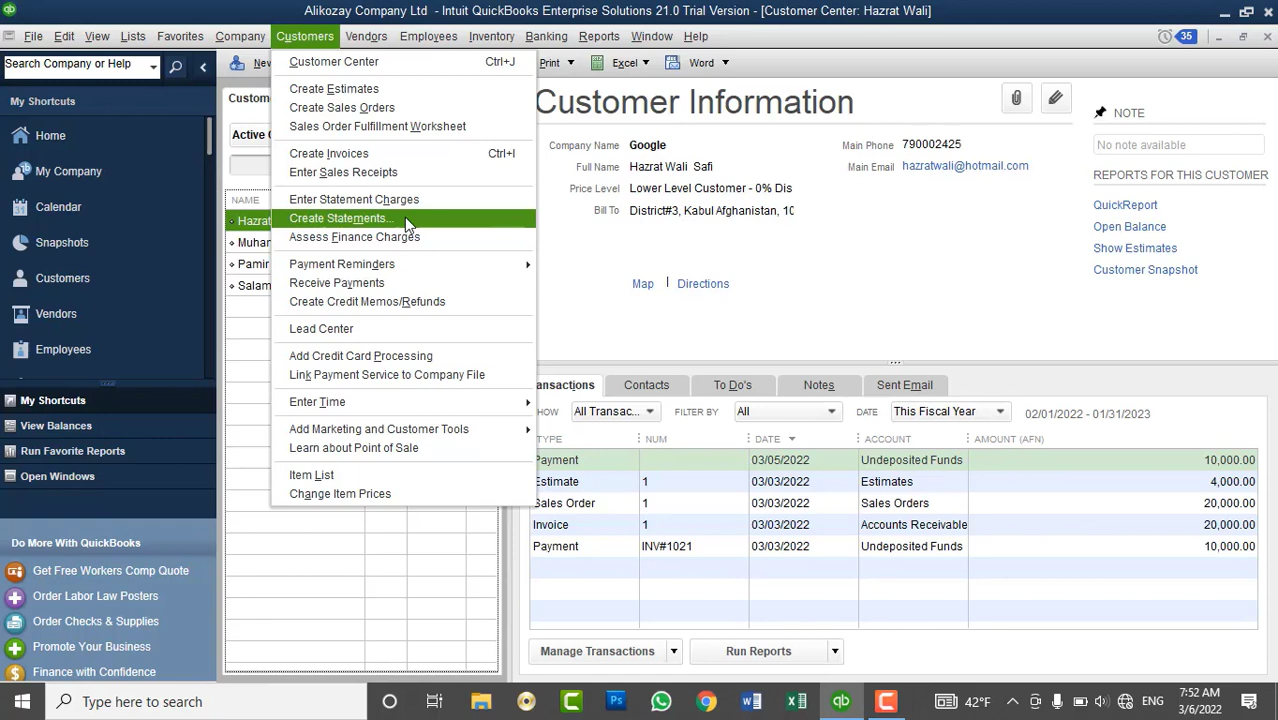 Alikozay Company Ltd - Intuit QuickBooks Enterprise Solutions 21.0 Trial Version - [Customer Center: Hazrat Wali]
File Edit View Lists Favorites Company Customers Vendors Employees Inventory Banking Reports Window Help 35
Search Company or Help
My Shortcuts
Home
My Company
Calendar
Snapshots
Customers
Vendors
Employees
My Shortcuts
View Balances
Run Favorite Reports
Open Windows
Do More With QuickBooks
Get Free Workers Comp Quote
Order Labor Law Posters
Order Checks & Supplies
Promote Your Business
Finance with Confidence
Customer Center Ctrl+J
Create Estimates
Create Sales Orders
Sales Order Fulfillment Worksheet
Create Invoices Ctrl+I
Enter Sales Receipts
Enter Statement Charges
Create Statements...
Assess Finance Charges
Payment Reminders
Receive Payments
Create Credit Memos/Refunds
Lead Center
Add Credit Card Processing
Link Payment Service to Company File
Enter Time
Add Marketing and Customer Tools
Learn about Point of Sale
Item List
Change Item Prices
Print Excel Word
NAME
Hazrat
Muham
Pamir
Salam
Customer Information
Company Name Google
Full Name Hazrat Wali Safi
Price Level Lower Level Customer - 0% Dis
Bill To District#3, Kabul Afghanistan, 10
Main Phone 790002425
Main Email hazratwali@hotmail.com
Map | Directions
NOTE
No note available
REPORTS FOR THIS CUSTOMER
QuickReport
Open Balance
Show Estimates
Customer Snapshot
ansactions Contacts To Do's Notes Sent Email
HOW All Transac... FILTER BY All DATE This Fiscal Year 02/01/2022 - 01/31/2023
TYPE NUM DATE ACCOUNT AMOUNT (AFN)
Payment 03/05/2022 Undeposited Funds 10,000.00
Estimate 1 03/03/2022 Estimates 4,000.00
Sales Order 1 03/03/2022 Sales Orders 20,000.00
Invoice 1 03/03/2022 Accounts Receivable 20,000.00
Payment INV#1021 03/03/2022 Undeposited Funds 10,000.00
Manage Transactions Run Reports
Type here to search
42°F ENG 7:52 AM
3/6/2022